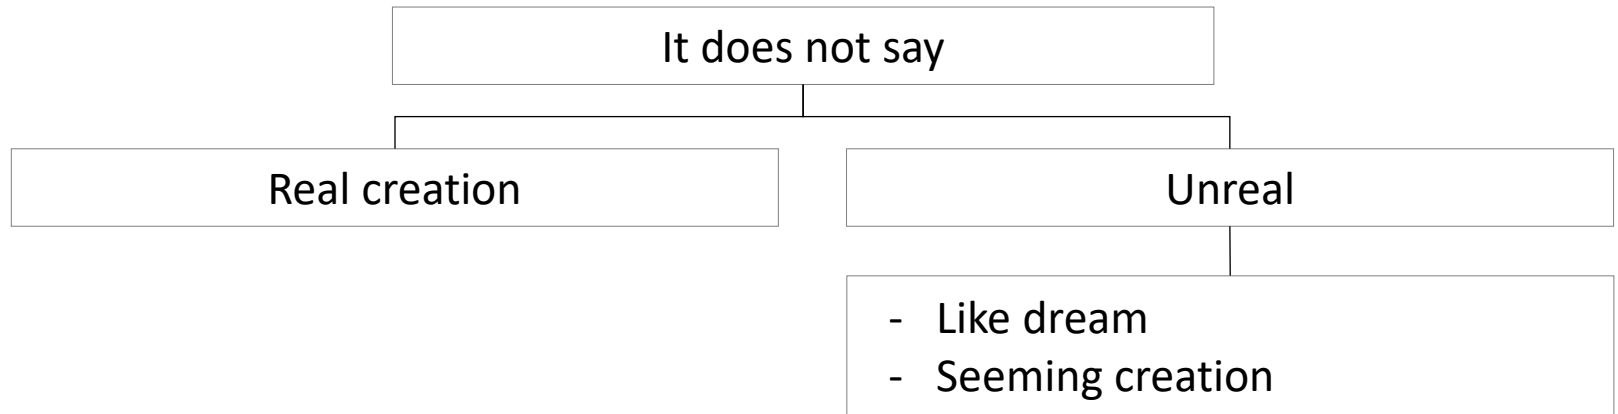 It does not say
Real creation
Unreal
- Like dream
- Seeming creation